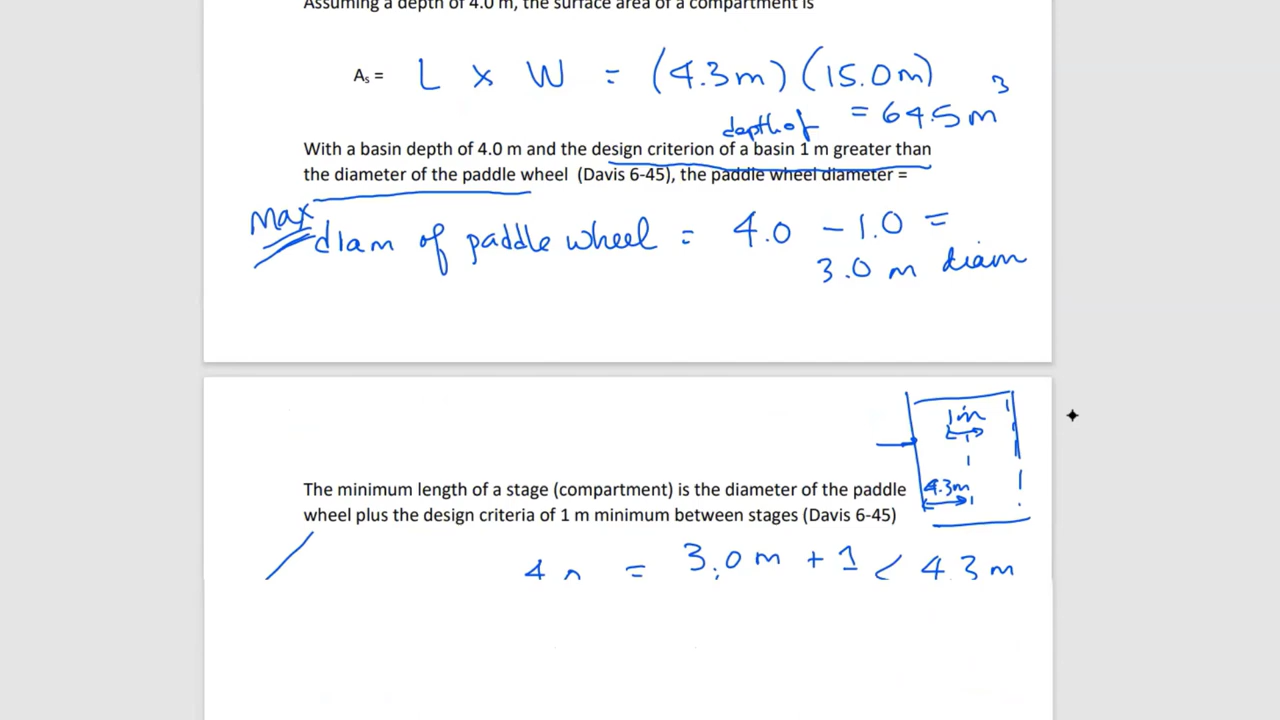 Assuming a depth of 4.0 m, the surface area of a compartment is
As = L x W = (4.3m) (15.0m)
= 64.5 m 3
depth of
With a basin depth of 4.0 m and the design criterion of a basin 1 m greater than
the diameter of the paddle wheel (Davis 6-45), the paddle wheel diameter =
Max
diam of paddle wheel = 4.0 - 1.0 =
3.0 m diam
1m
4.3m
The minimum length of a stage (compartment) is the diameter of the paddle
wheel plus the design criteria of 1 m minimum between stages (Davis 6-45)
= 3.0 m + 1 < 4.3 m